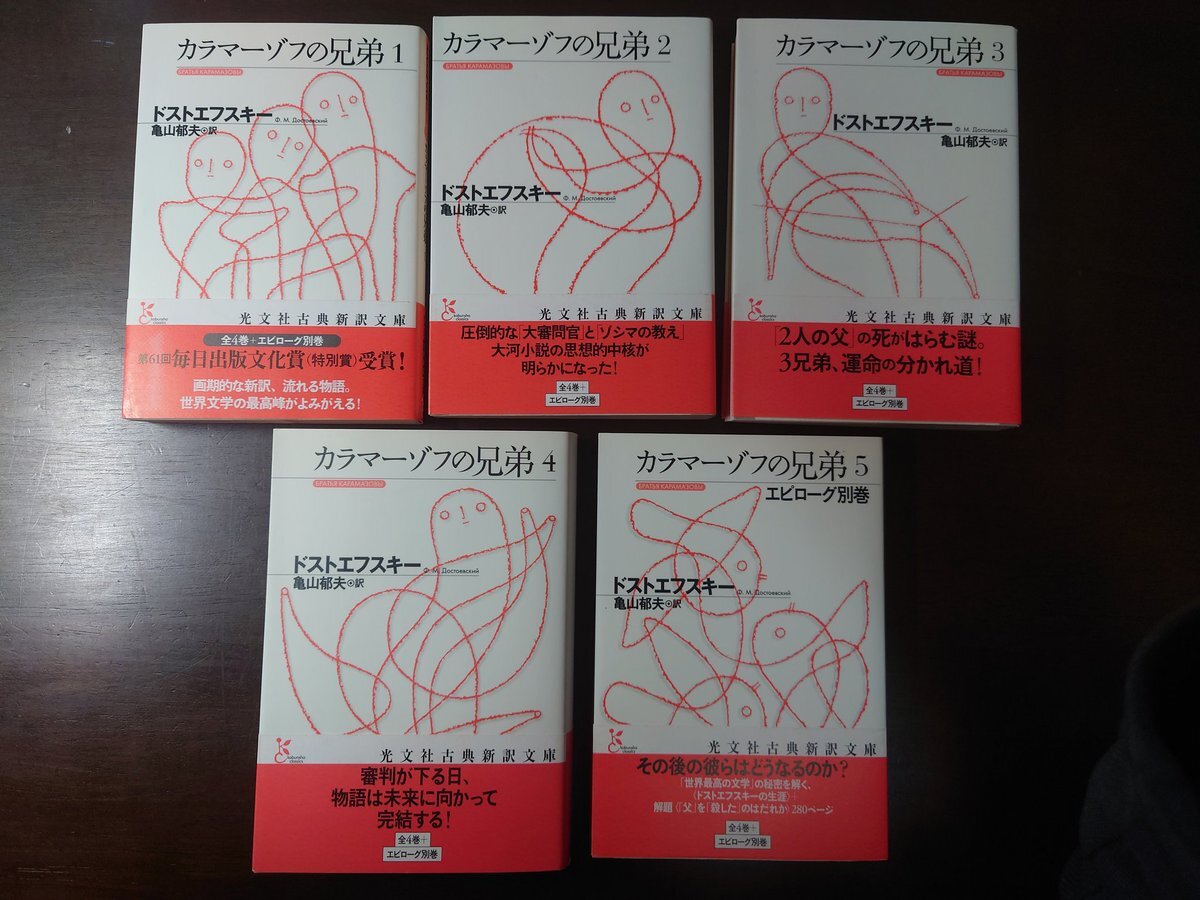 カラマーゾフの兄弟1
БРАТЬЯ КАРАМАЗОВЫ
ドストエフスキー Ф. М. Достоевский
亀山郁夫・訳
光文社古典新訳文庫
kobunsha classics
全4巻+エピローグ別巻
第61回毎日出版文化賞〈特別賞〉受賞!
画期的な新訳、流れる物語。
世界文学の最高峰がよみがえる!
カラマーゾフの兄弟2
БРАТЬЯ КАРАМАЗОВЫ
ドストエフスキー Ф. М. Достоевский
亀山郁夫・訳
光文社古典新訳文庫
kobunsha classics
圧倒的な「大審問官」と「ゾシマの教え」
大河小説の思想的中核が
明らかになった!
全4巻+
エピローグ別巻
カラマーゾフの兄弟3
БРАТЬЯ КАРАМАЗОВЫ
ドストエフスキー Ф. М. Достоевский
亀山郁夫・訳
光文社古典新訳文庫
kobunsha classics
「2人の父」の死がはらむ謎。
3兄弟、運命の分かれ道!
全4巻+
エピローグ別巻
カラマーゾフの兄弟4
БРАТЬЯ КАРАМАЗОВЫ
ドストエフスキー Ф. М. Достоевский
亀山郁夫・訳
光文社古典新訳文庫
kobunsha classics
審判が下る日、
物語は未来に向かって
完結する!
全4巻+
エピローグ別巻
カラマーゾフの兄弟5
БРАТЬЯ КАРАМАЗОВЫ
エピローグ別巻
ドストエフスキー Ф. М. Достоевский
亀山郁夫・訳
光文社古典新訳文庫
kobunsha classics
その後の彼らはどうなるのか?
「世界最高の文学」の秘密を解く、
〈ドストエフスキーの生涯〉+
解題〈「父」を「殺した」のはだれか〉280ページ
全4巻+
エピローグ別巻